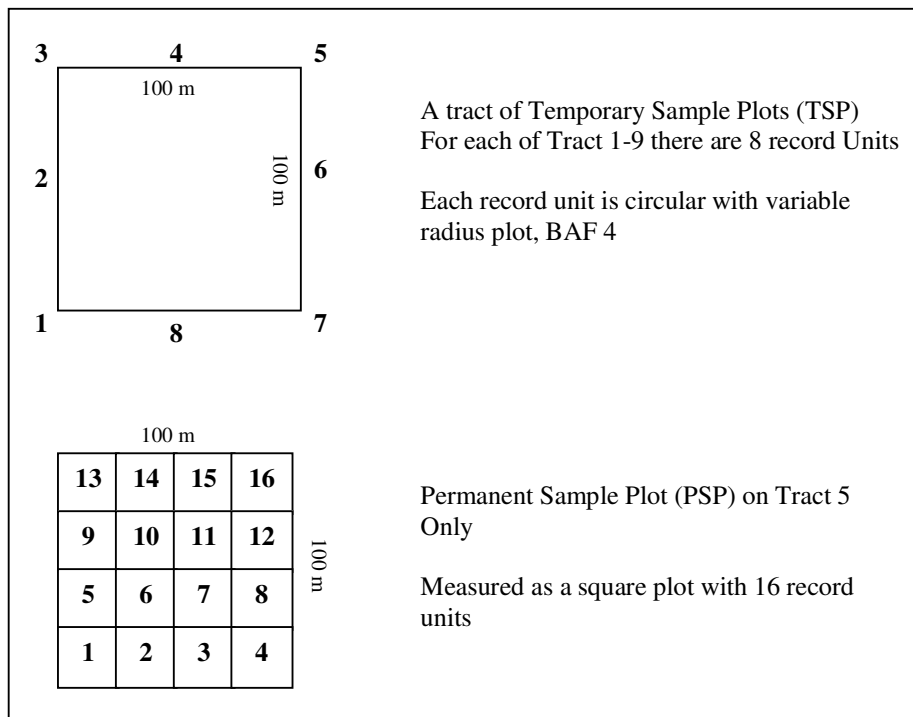 3 4 5
100 m
A tract of Temporary Sample Plots (TSP)
For each of Tract 1-9 there are 8 record Units
2
100 m
6
Each record unit is circular with variable
radius plot, BAF 4
1 8 7
100 m
13 14 15 16
9 10 11 12
5 6 7 8
1 2 3 4
100 m
Permanent Sample Plot (PSP) on Tract 5
Only
Measured as a square plot with 16 record
units